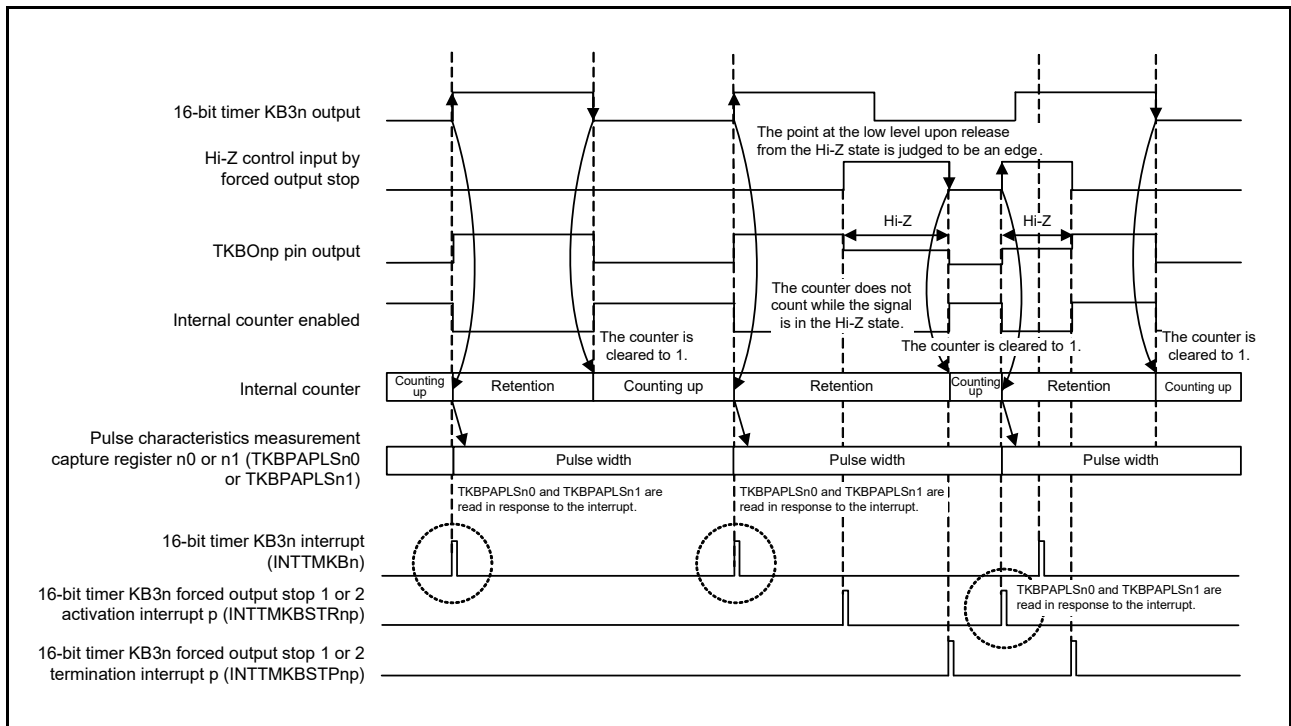 16-bit timer KB3n output
The point at the low level upon release
from the Hi-Z state is judged to be an edge.
Hi-Z control input by
forced output stop
Hi-Z
Hi-Z
TKBOnp pin output
The counter does not
count while the signal
is in the Hi-Z state.
Internal counter enabled
The counter is
cleared to 1.
The counter is cleared to 1.
The counter is
cleared to 1.
Internal counter
Counting
up
Retention
Counting up
Retention
Counting
up
Retention
Counting up
Pulse characteristics measurement
capture register n0 or n1 (TKBPAPLSn0
or TKBPAPLSn1)
Pulse width
Pulse width
Pulse width
TKBPAPLSn0 and TKBPAPLSn1 are
read in response to the interrupt.
TKBPAPLSn0 and TKBPAPLSn1 are
read in response to the interrupt.
16-bit timer KB3n interrupt
(INTTMKBn)
16-bit timer KB3n forced output stop 1 or 2
activation interrupt p (INTTMKBSTRnp)
TKBPAPLSn0 and TKBPAPLSn1 are
read in response to the interrupt.
16-bit timer KB3n forced output stop 1 or 2
termination interrupt p (INTTMKBSTPnp)